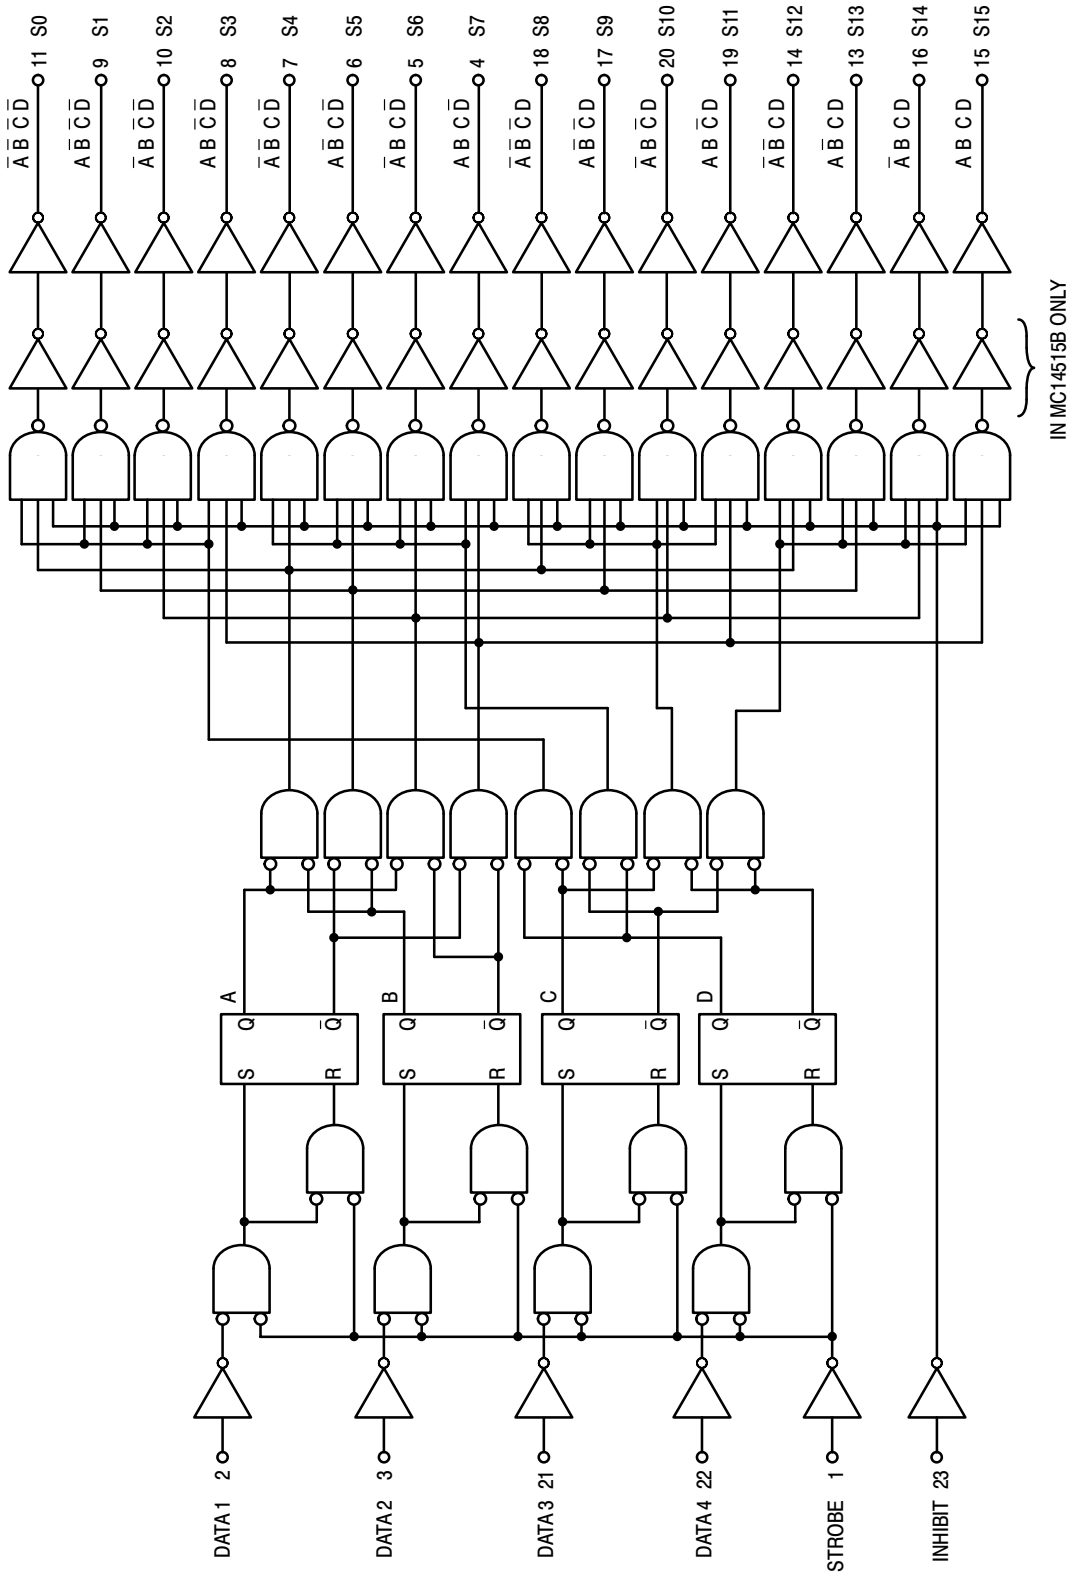 A̅ B̅ C̅ D̅ 11 S0
A B̅ C̅ D̅ 9 S1
A̅ B C̅ D̅ 10 S2
A B C̅ D̅ 8 S3
A̅ B̅ C D̅ 7 S4
A B̅ C D̅ 6 S5
A̅ B C D̅ 5 S6
A B C D̅ 4 S7
A̅ B̅ C̅ D 18 S8
A B̅ C̅ D 17 S9
A̅ B C̅ D 20 S10
A B C̅ D 19 S11
A̅ B̅ C D 14 S12
A B̅ C D 13 S13
A̅ B C D 16 S14
A B C D 15 S15
IN MC14515B ONLY
DATA 1 2
S Q A
R Q̅
DATA 2 3
S Q B
R Q̅
DATA 3 21
S Q C
R Q̅
DATA 4 22
S Q D
R Q̅
STROBE 1
INHIBIT 23